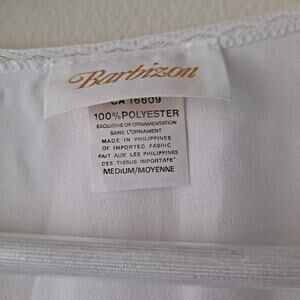 Barbizon
CA 16609
100% POLYESTER
EXCLUSIVE OF ORNAMENTATION
SANS L'ORNAMENT
MADE IN PHILIPPINES
OF IMPORTED FABRIC
FAIT AUX LES PHILIPPINES
DES TISSUS IMPORTATE'
MEDIUM/MOYENNE